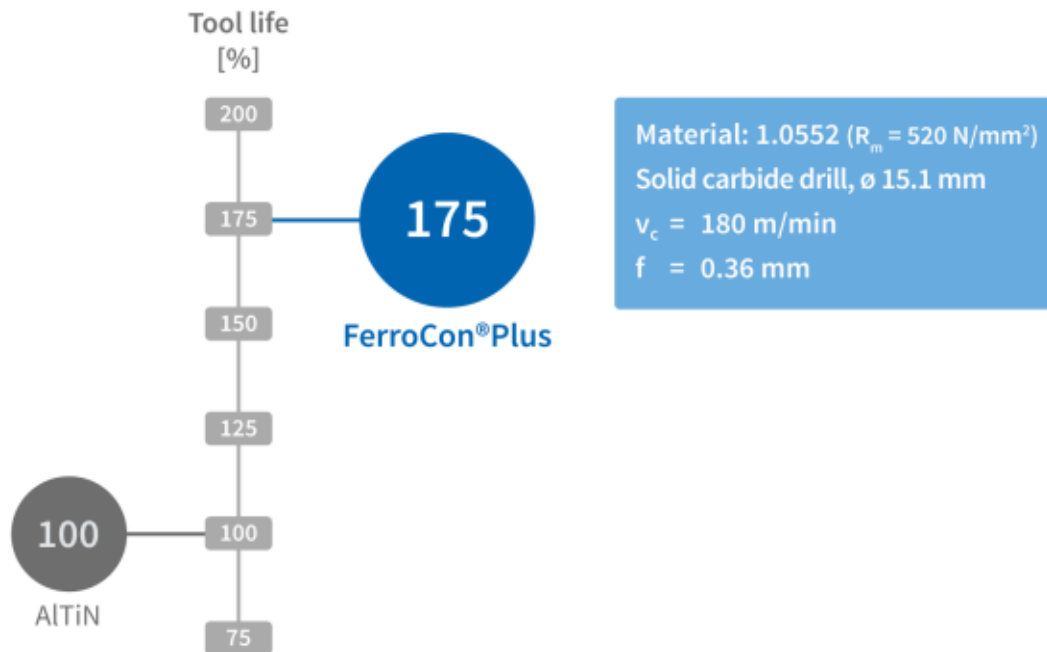 Tool life
[%]
200
175
150
125
100
75
175
FerroCon®Plus
100
AlTiN
Material: 1.0552 (Rm = 520 N/mm²)
Solid carbide drill, ø 15.1 mm
vc = 180 m/min
f = 0.36 mm